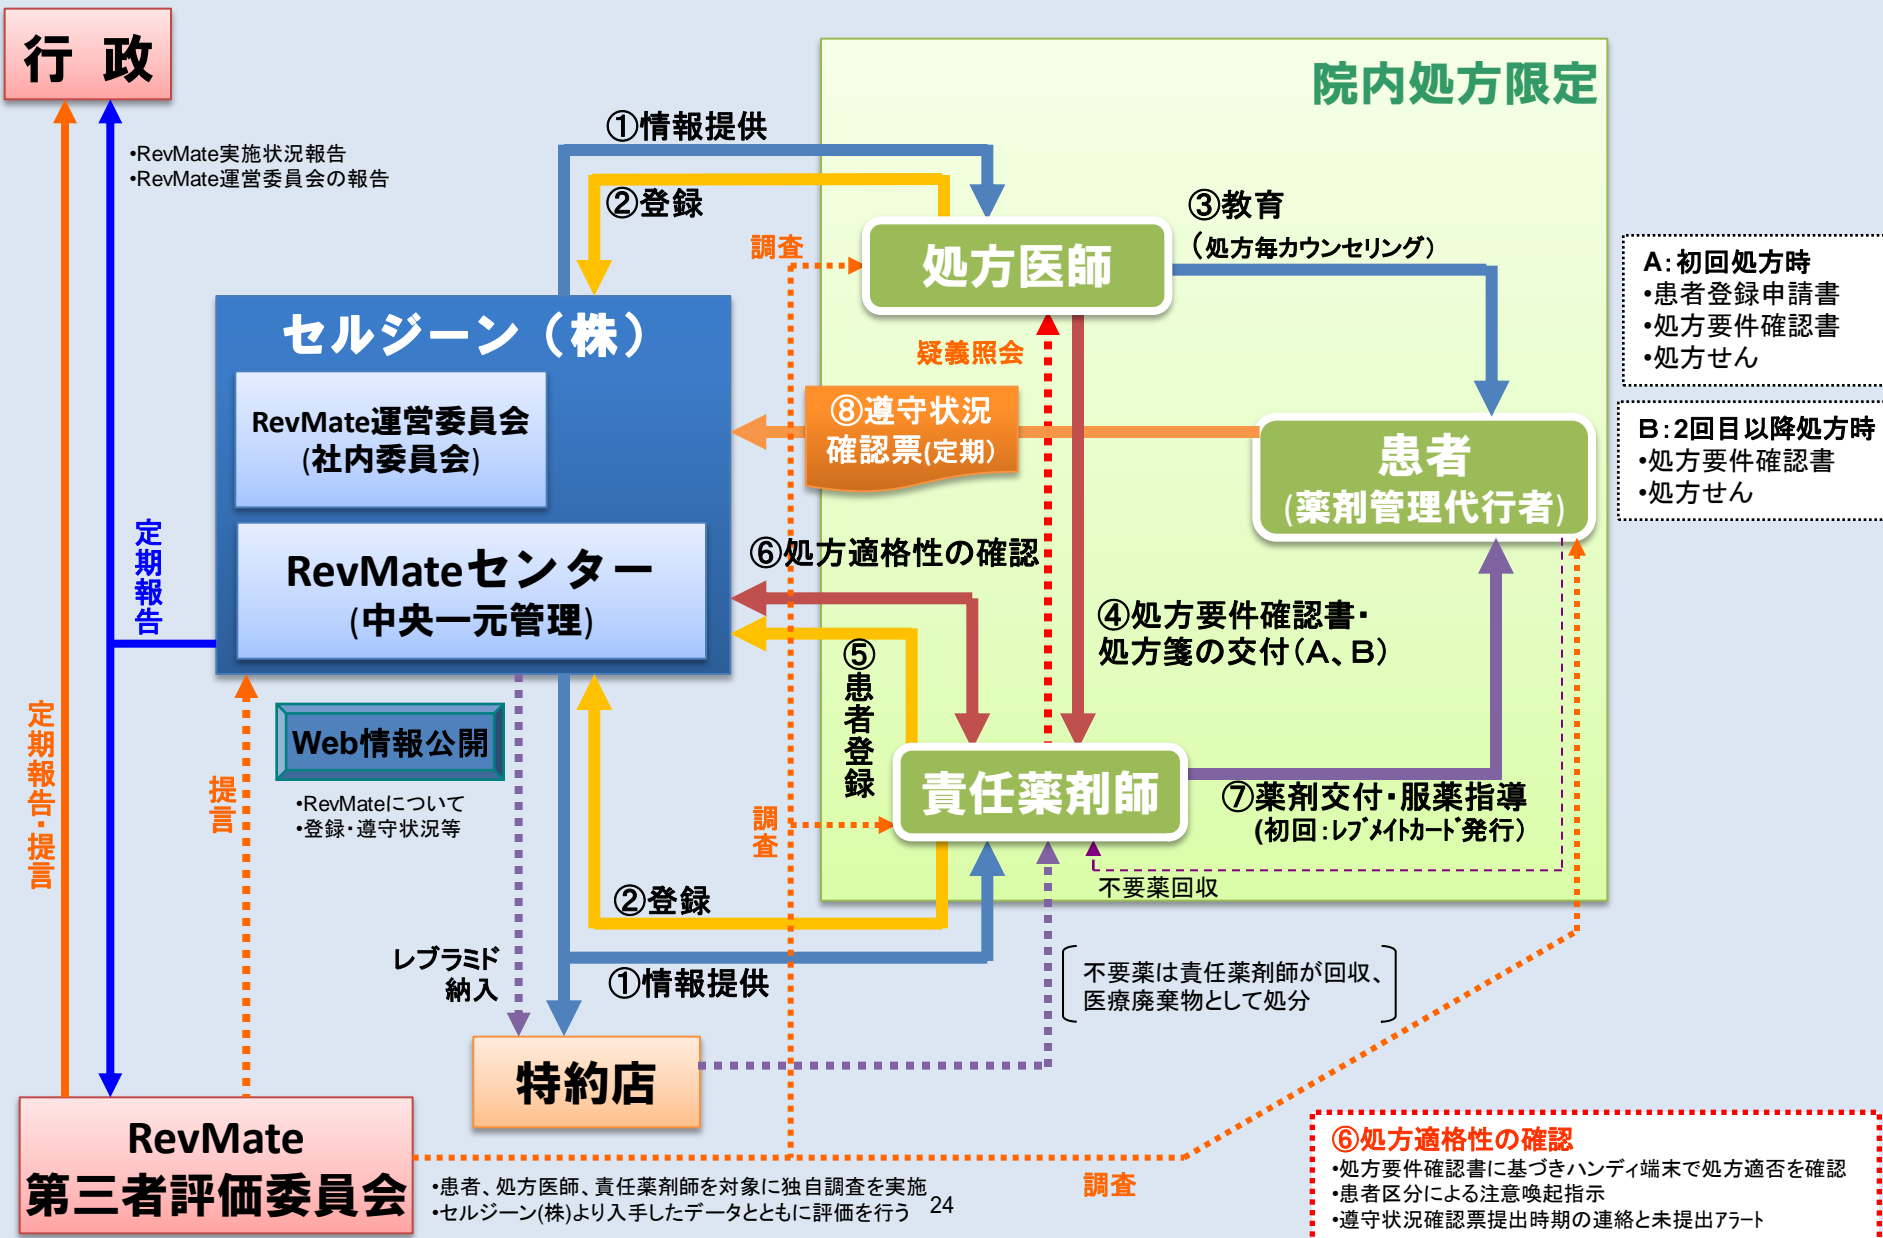 行 政
•RevMate実施状況報告
•RevMate運営委員会の報告
院内処方限定
①情報提供
②登録
調査
処方医師
③教育
(処方毎カウンセリング)
A:初回処方時
•患者登録申請書
•処方要件確認書
•処方せん
B:2回目以降処方時
•処方要件確認書
•処方せん
セルジーン(株)
RevMate運営委員会
(社内委員会)
RevMateセンター
(中央一元管理)
疑義照会
⑧遵守状況
確認票(定期)
患者
(薬剤管理代行者)
定期報告
⑥処方適格性の確認
④処方要件確認書・
処方箋の交付(A、B)
⑤患者登録
定期報告・提言
提言
Web情報公開
•RevMateについて
•登録・遵守状況等
調査
責任薬剤師
⑦薬剤交付・服薬指導
(初回:レブメイトカード発行)
不要薬回収
②登録
レブラミド
納入
①情報提供
不要薬は責任薬剤師が回収、
医療廃棄物として処分
特約店
RevMate
第三者評価委員会
•患者、処方医師、責任薬剤師を対象に独自調査を実施
•セルジーン(株)より入手したデータとともに評価を行う
24
調査
⑥処方適格性の確認
•処方要件確認書に基づきハンディ端末で処方適否を確認
•患者区分による注意喚起指示
•遵守状況確認票提出時期の連絡と未提出アラート